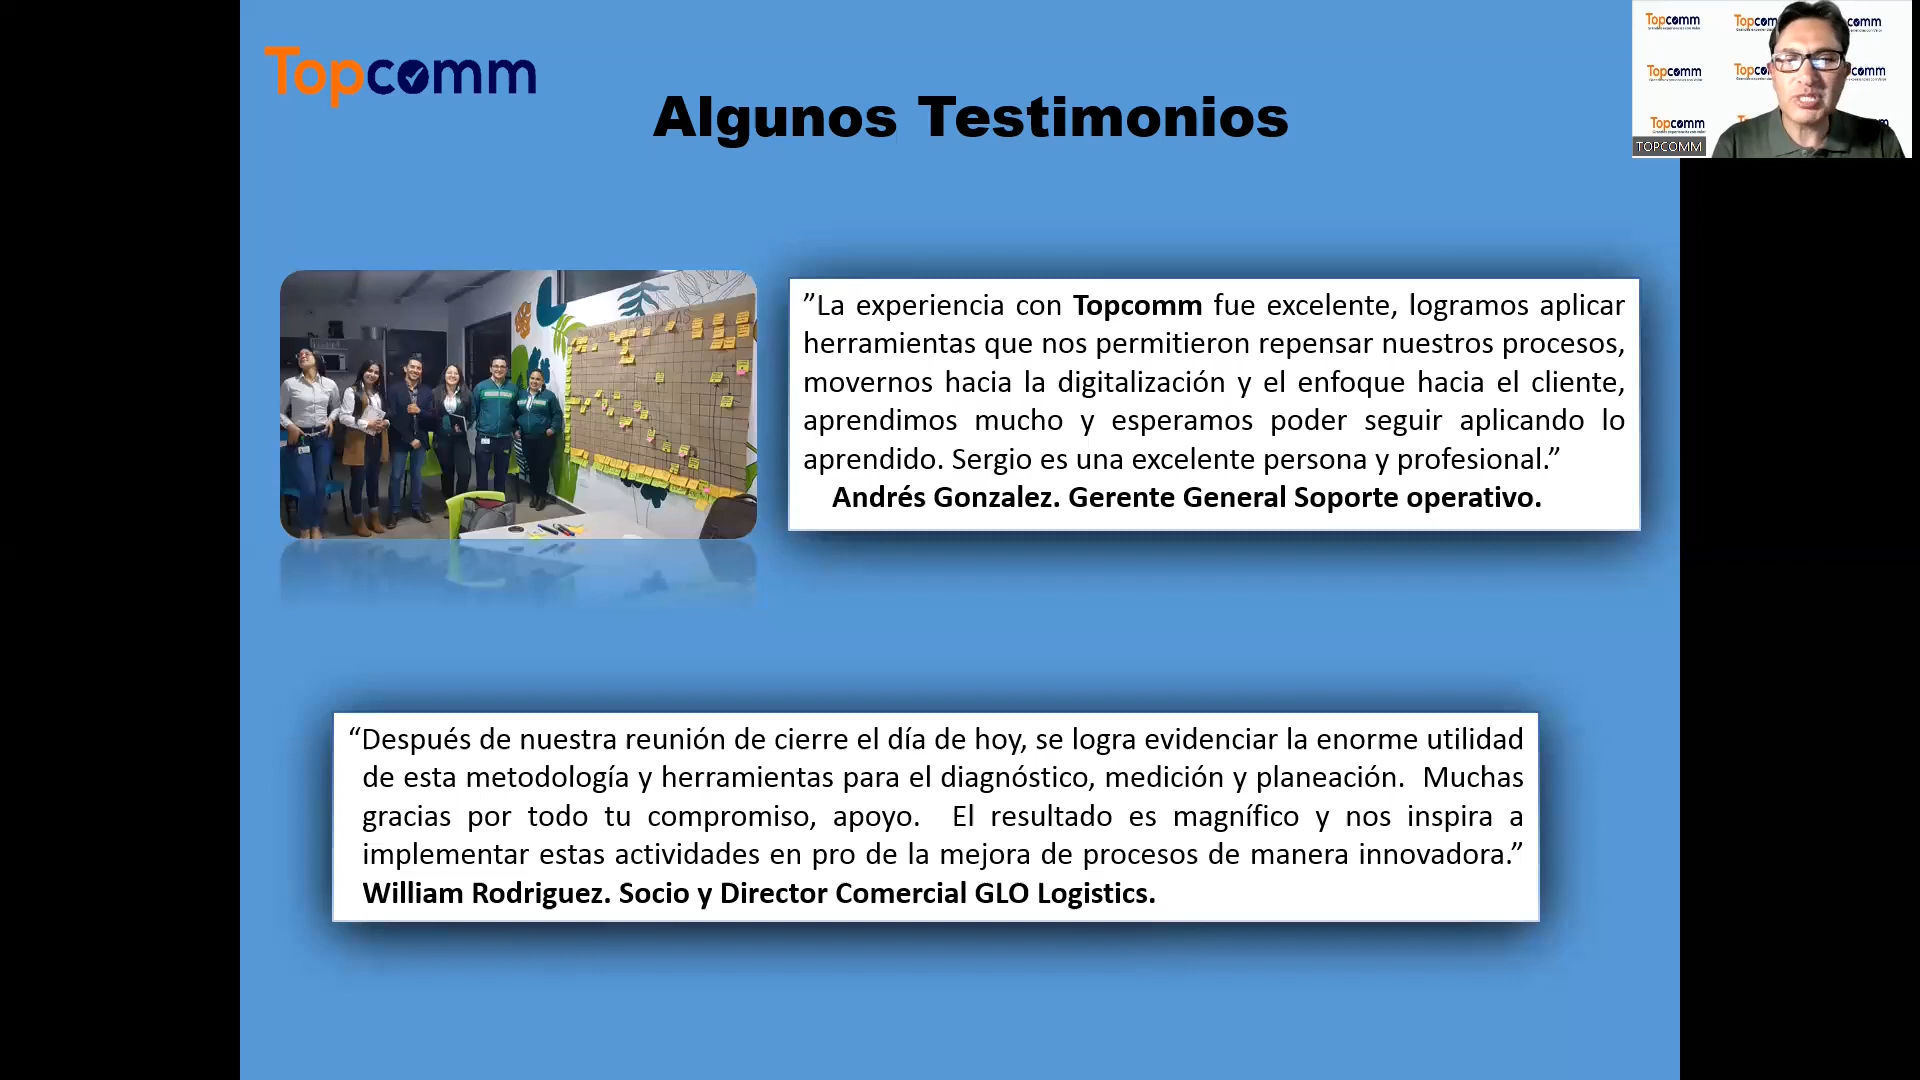 Topcomm
Algunos Testimonios
”La experiencia con Topcomm fue excelente, logramos aplicar
herramientas que nos permitieron repensar nuestros procesos,
movernos hacia la digitalización y el enfoque hacia el cliente,
aprendimos mucho y esperamos poder seguir aplicando lo
aprendido. Sergio es una excelente persona y profesional.”
Andrés Gonzalez. Gerente General Soporte operativo.
“Después de nuestra reunión de cierre el día de hoy, se logra evidenciar la enorme utilidad
de esta metodología y herramientas para el diagnóstico, medición y planeación. Muchas
gracias por todo tu compromiso, apoyo. El resultado es magnífico y nos inspira a
implementar estas actividades en pro de la mejora de procesos de manera innovadora.”
William Rodriguez. Socio y Director Comercial GLO Logistics.
Topcomm
Topcomm
Topcomm
TOPCOMM